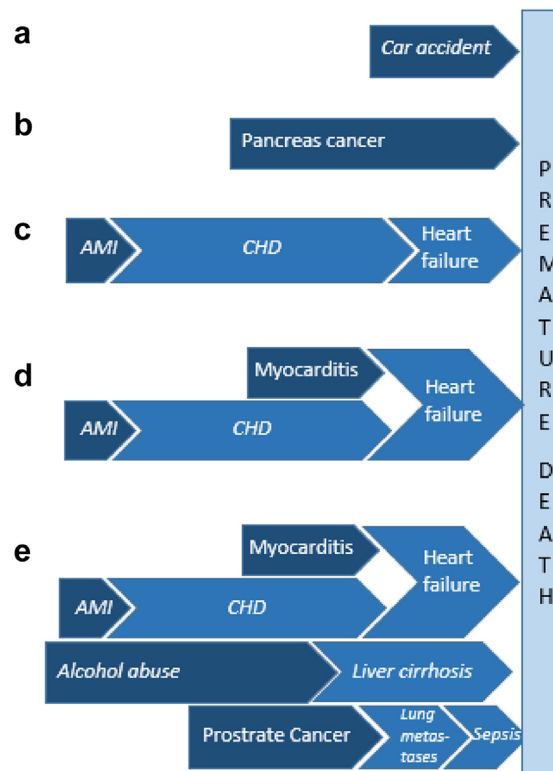 a
Car accident
b
Pancreas cancer
c
AMI
CHD
Heart
failure
d
Myocarditis
AMI
CHD
Heart
failure
e
Myocarditis
AMI
CHD
Heart
failure
Alcohol abuse
Liver cirrhosis
Prostrate Cancer
Lung
metas-
tases
Sepsis
P
R
E
M
A
T
U
R
E
D
E
A
T
H